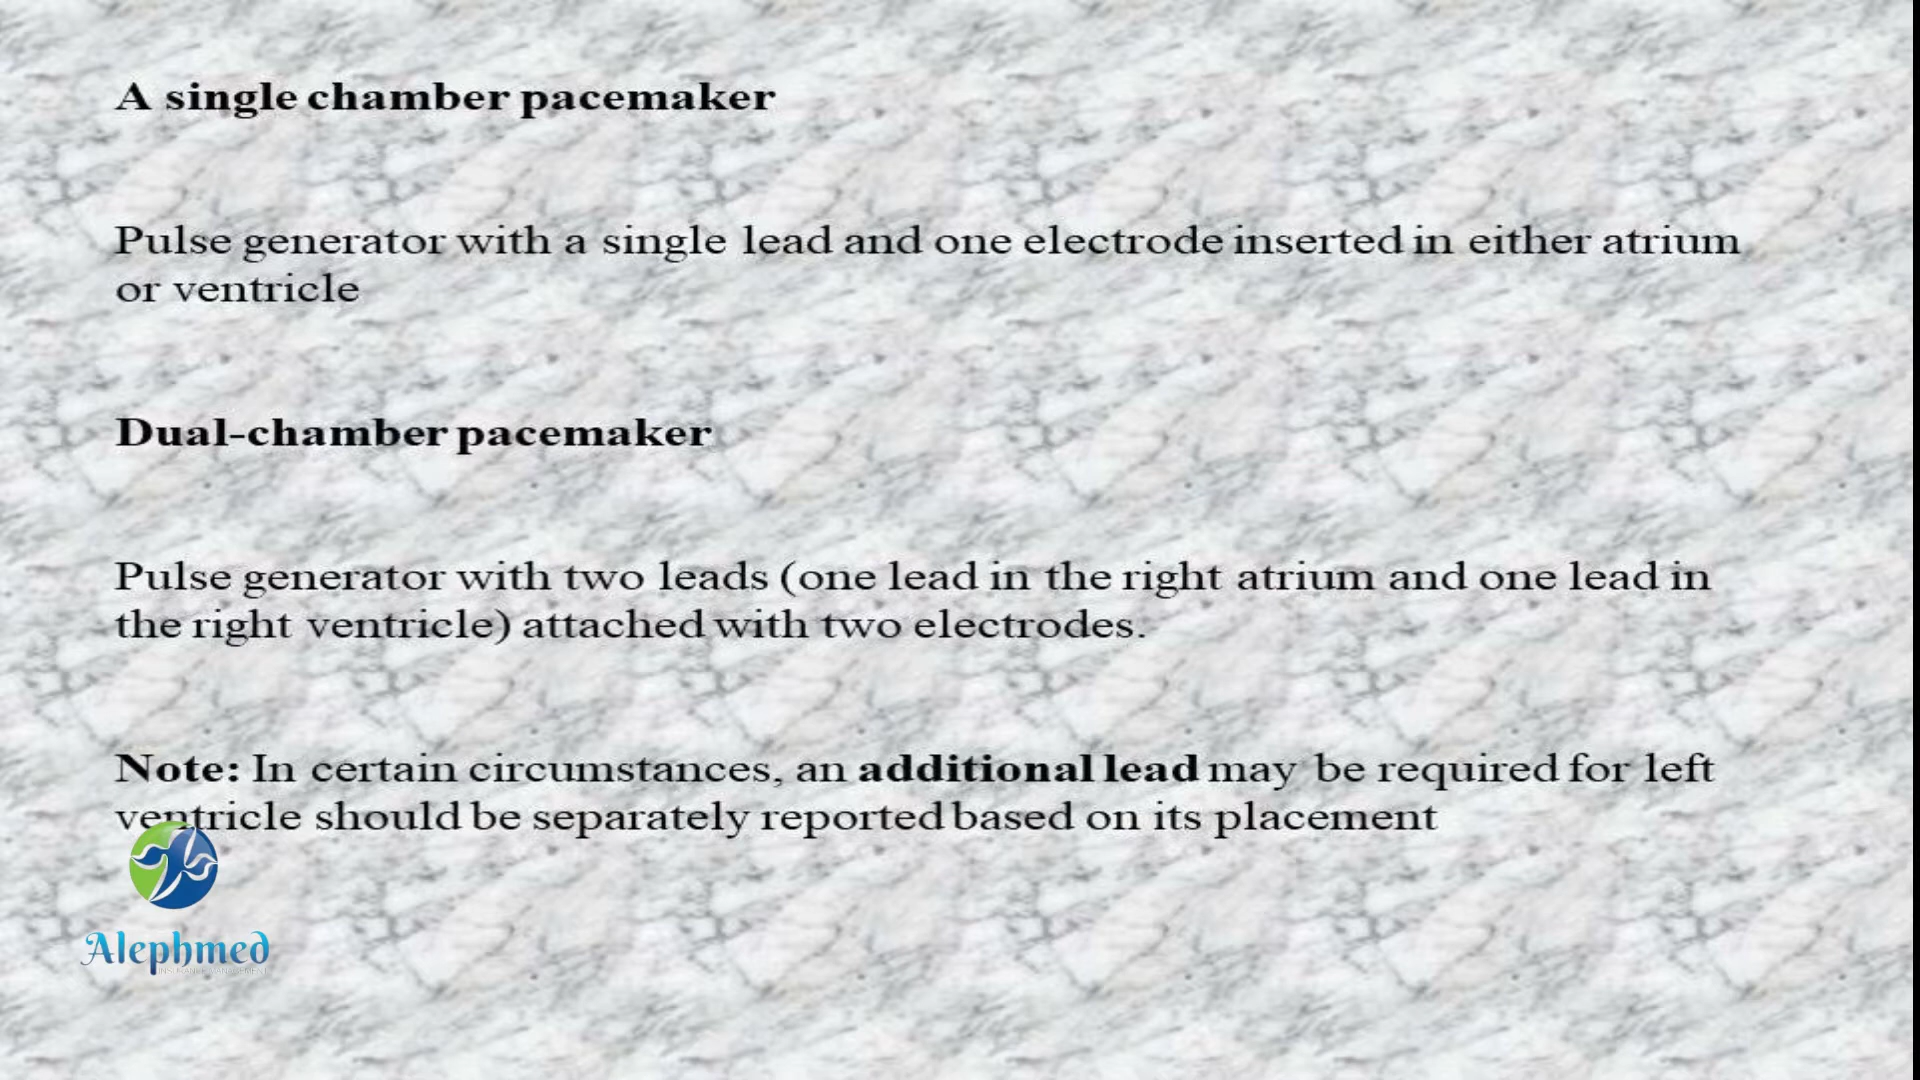 A single chamber pacemaker
Pulse generator with a single lead and one electrode inserted in either atrium
or ventricle
Dual-chamber pacemaker
Pulse generator with two leads (one lead in the right atrium and one lead in
the right ventricle) attached with two electrodes.
Note: In certain circumstances, an additional lead may be required for left
ventricle should be separately reported based on its placement
Alephmed
INSURANCE MANAGEMENT